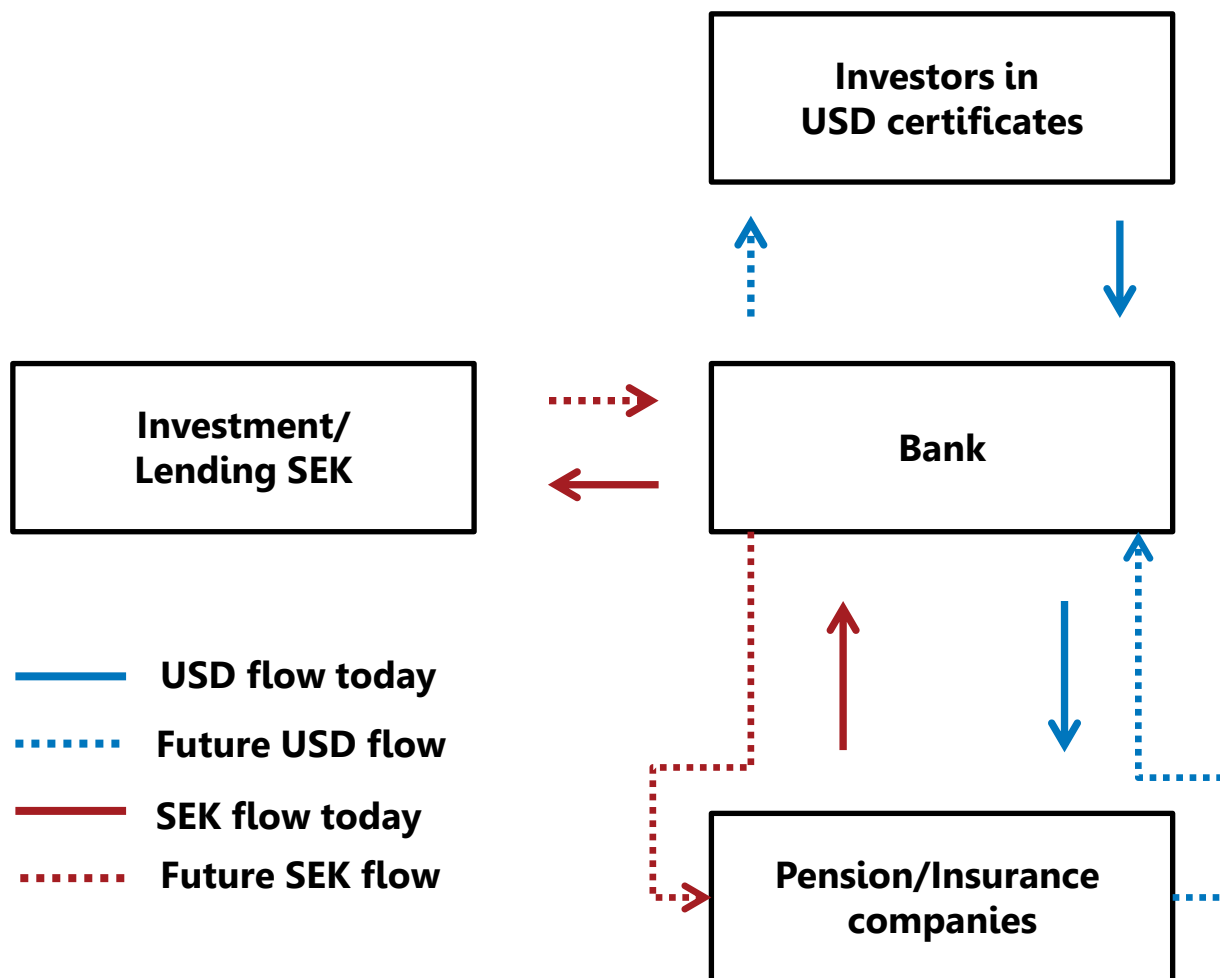 Investors in
USD certificates
Investment/
Lending SEK
Bank
USD flow today
Future USD flow
SEK flow today
Future SEK flow
Pension/Insurance
companies